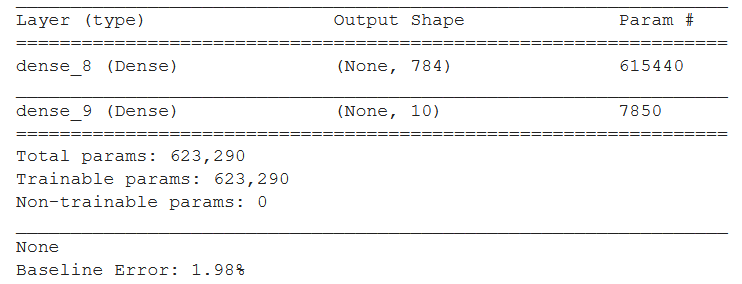 Layer (type) Output Shape Param #
=================================================================
dense_8 (Dense) (None, 784) 615440
_________________________________________________________________
dense_9 (Dense) (None, 10) 7850
=================================================================
Total params: 623,290
Trainable params: 623,290
Non-trainable params: 0
_________________________________________________________________
None
Baseline Error: 1.98%